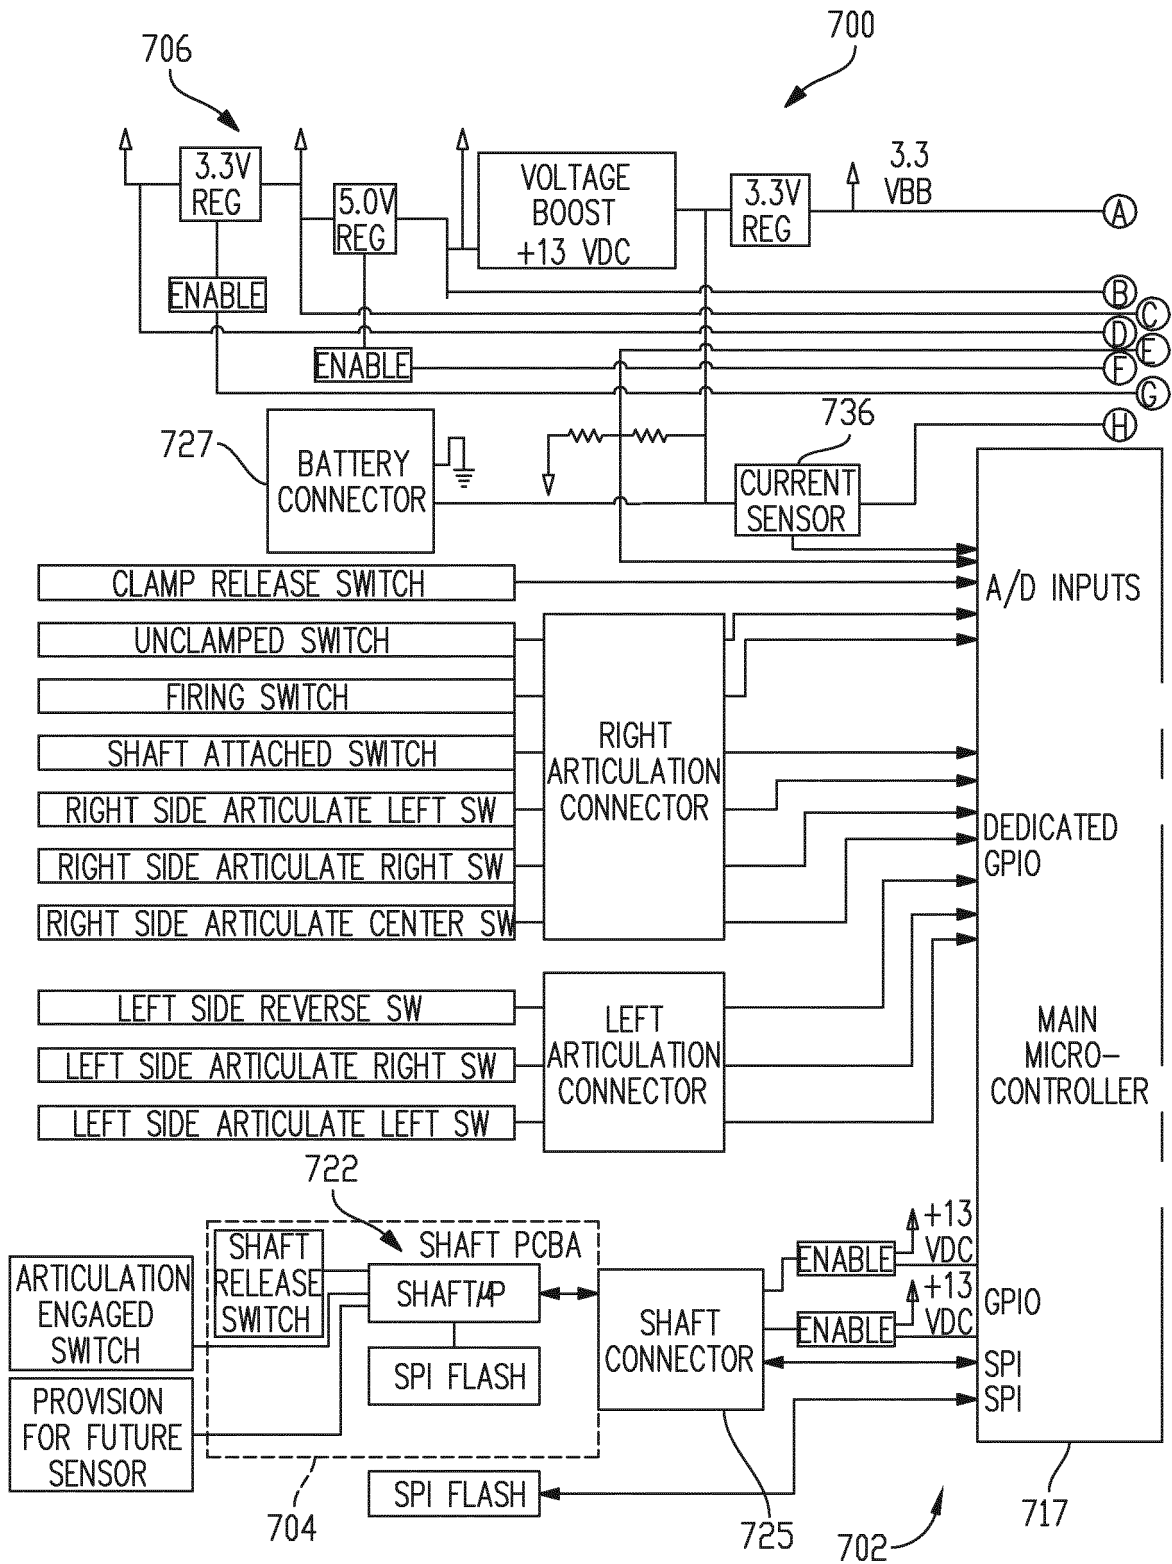 700
706
3.3V
REG
5.0V
REG
VOLTAGE
BOOST
+13 VDC
3.3V
REG
3.3
VBB
A
ENABLE
B
C
D
E
ENABLE
F
G
H
727
BATTERY
CONNECTOR
736
CURRENT
SENSOR
CLAMP RELEASE SWITCH
A/D INPUTS
UNCLAMPED SWITCH
FIRING SWITCH
SHAFT ATTACHED SWITCH
RIGHT SIDE ARTICULATE LEFT SW
RIGHT SIDE ARTICULATE RIGHT SW
RIGHT SIDE ARTICULATE CENTER SW
RIGHT
ARTICULATION
CONNECTOR
DEDICATED
GPIO
LEFT SIDE REVERSE SW
LEFT SIDE ARTICULATE RIGHT SW
LEFT SIDE ARTICULATE LEFT SW
LEFT
ARTICULATION
CONNECTOR
MAIN
MICRO-
CONTROLLER
722
SHAFT PCBA
SHAFT
RELEASE
SWITCH
ARTICULATION
ENGAGED
SWITCH
SHAFT μP
SPI FLASH
PROVISION
FOR FUTURE
SENSOR
SHAFT
CONNECTOR
ENABLE
+13
VDC
ENABLE
+13
VDC
GPIO
SPI
SPI
SPI FLASH
704
725
702
717